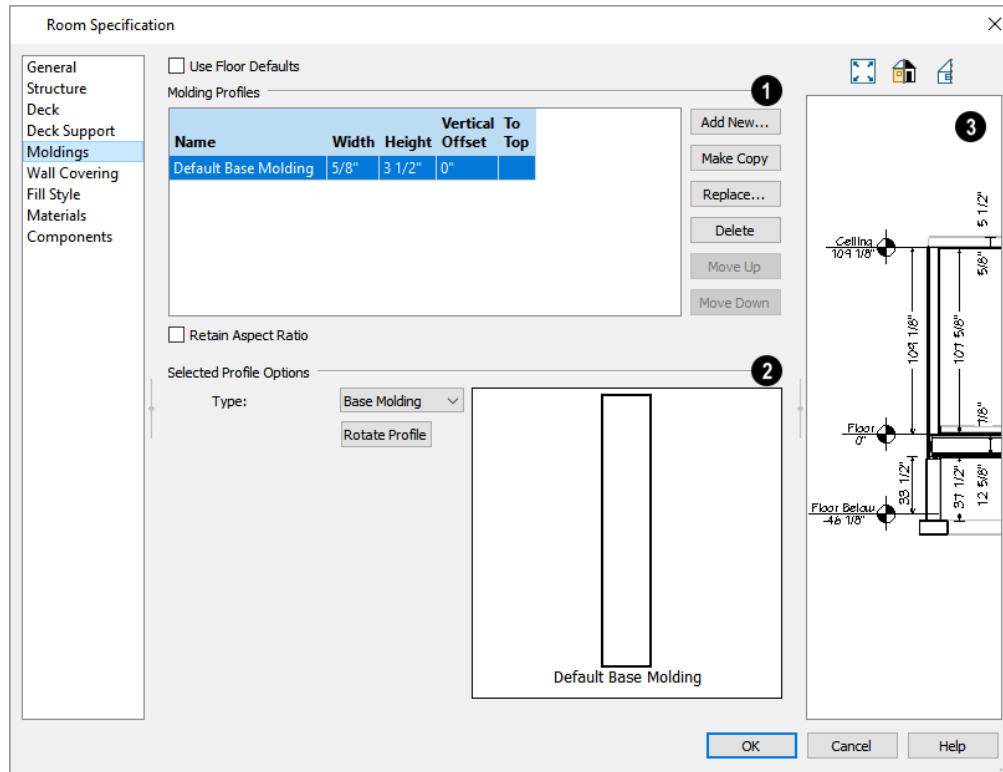 Room Specification
General
Structure
Deck
Deck Support
Moldings
Wall Covering
Fill Style
Materials
Components
Use Floor Defaults
Molding Profiles
1
Name Width Height Vertical Offset To Top
Default Base Molding 5/8" 3 1/2" 0"
Add New...
Make Copy
Replace...
Delete
Move Up
Move Down
Retain Aspect Ratio
Selected Profile Options
2
Type: Base Molding
Rotate Profile
Default Base Molding
3
5 1/2"
Ceiling
109 1/8"
5/8"
109 1/8"
107 5/8"
1/8"
Floor
0"
33 1/2"
31 1/2"
12 5/8"
Floor Below
-46 1/8"
OK Cancel Help